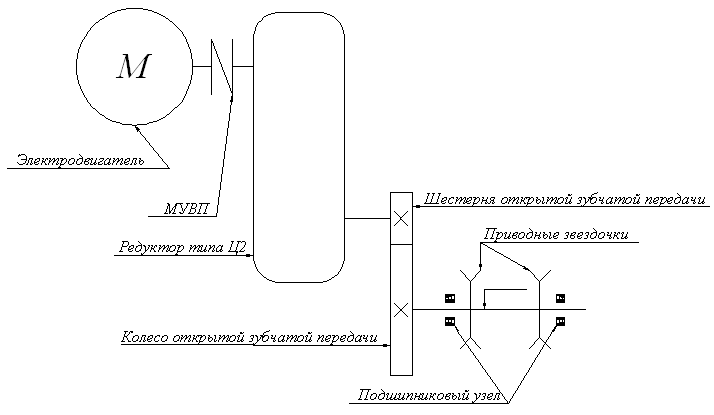 M
Электродвигатель
МУВП
Шестерня открытой зубчатой передачи
Приводные звездочки
Редуктор типа Ц2
Колесо открытой зубчатой передачи
Подшипниковый узел